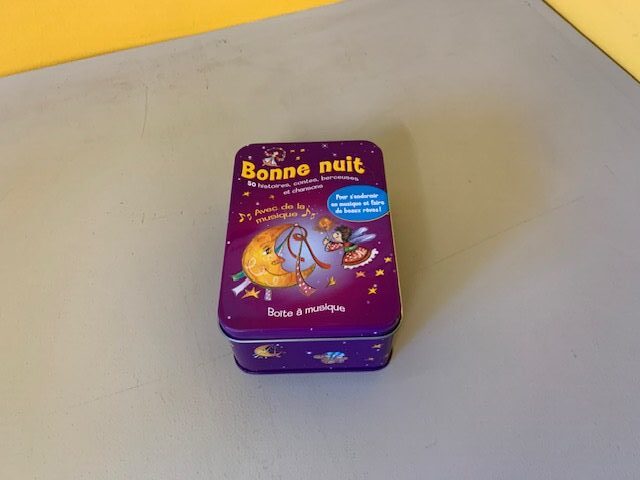 Bonne nuit
50 histoires, contes, berceuses
et chansons
Pour s'endormir
en musique et faire
de beaux rêves !
Avec de la
musique
Boîte à musique